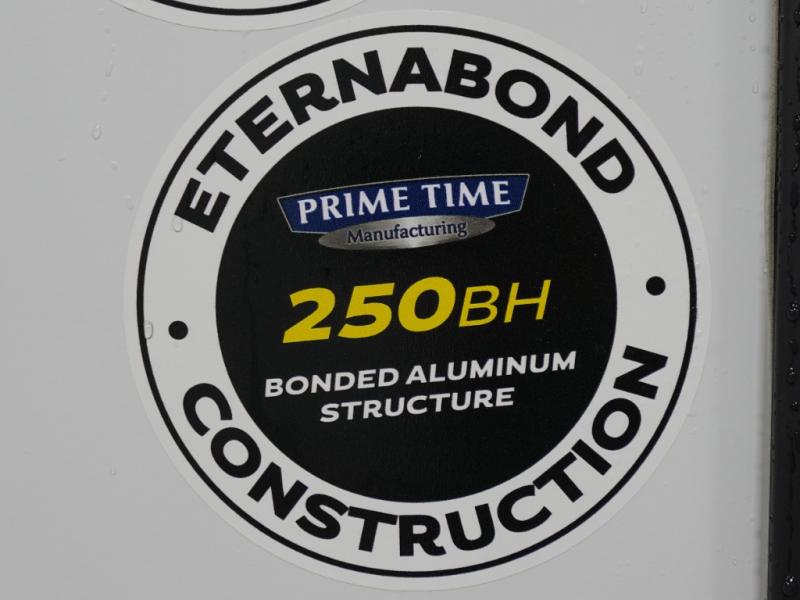 ETERNABOND
PRIME TIME
Manufacturing
250BH
BONDED ALUMINUM
STRUCTURE
CONSTRUCTION